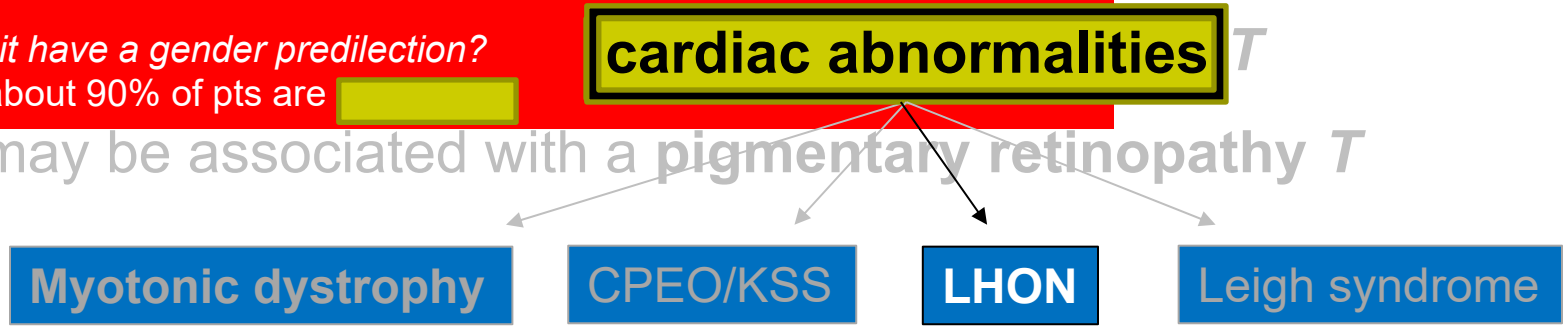 it have a gender predilection?
about 90% of pts are
cardiac abnormalities T
may be associated with a pigmentary retinopathy T
Myotonic dystrophy CPEO/KSS LHON Leigh syndrome